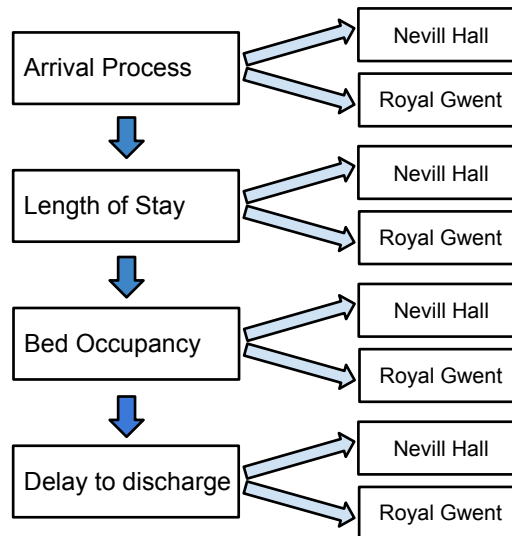 Arrival Process
Nevill Hall
Royal Gwent
Length of Stay
Nevill Hall
Royal Gwent
Bed Occupancy
Nevill Hall
Royal Gwent
Delay to discharge
Nevill Hall
Royal Gwent